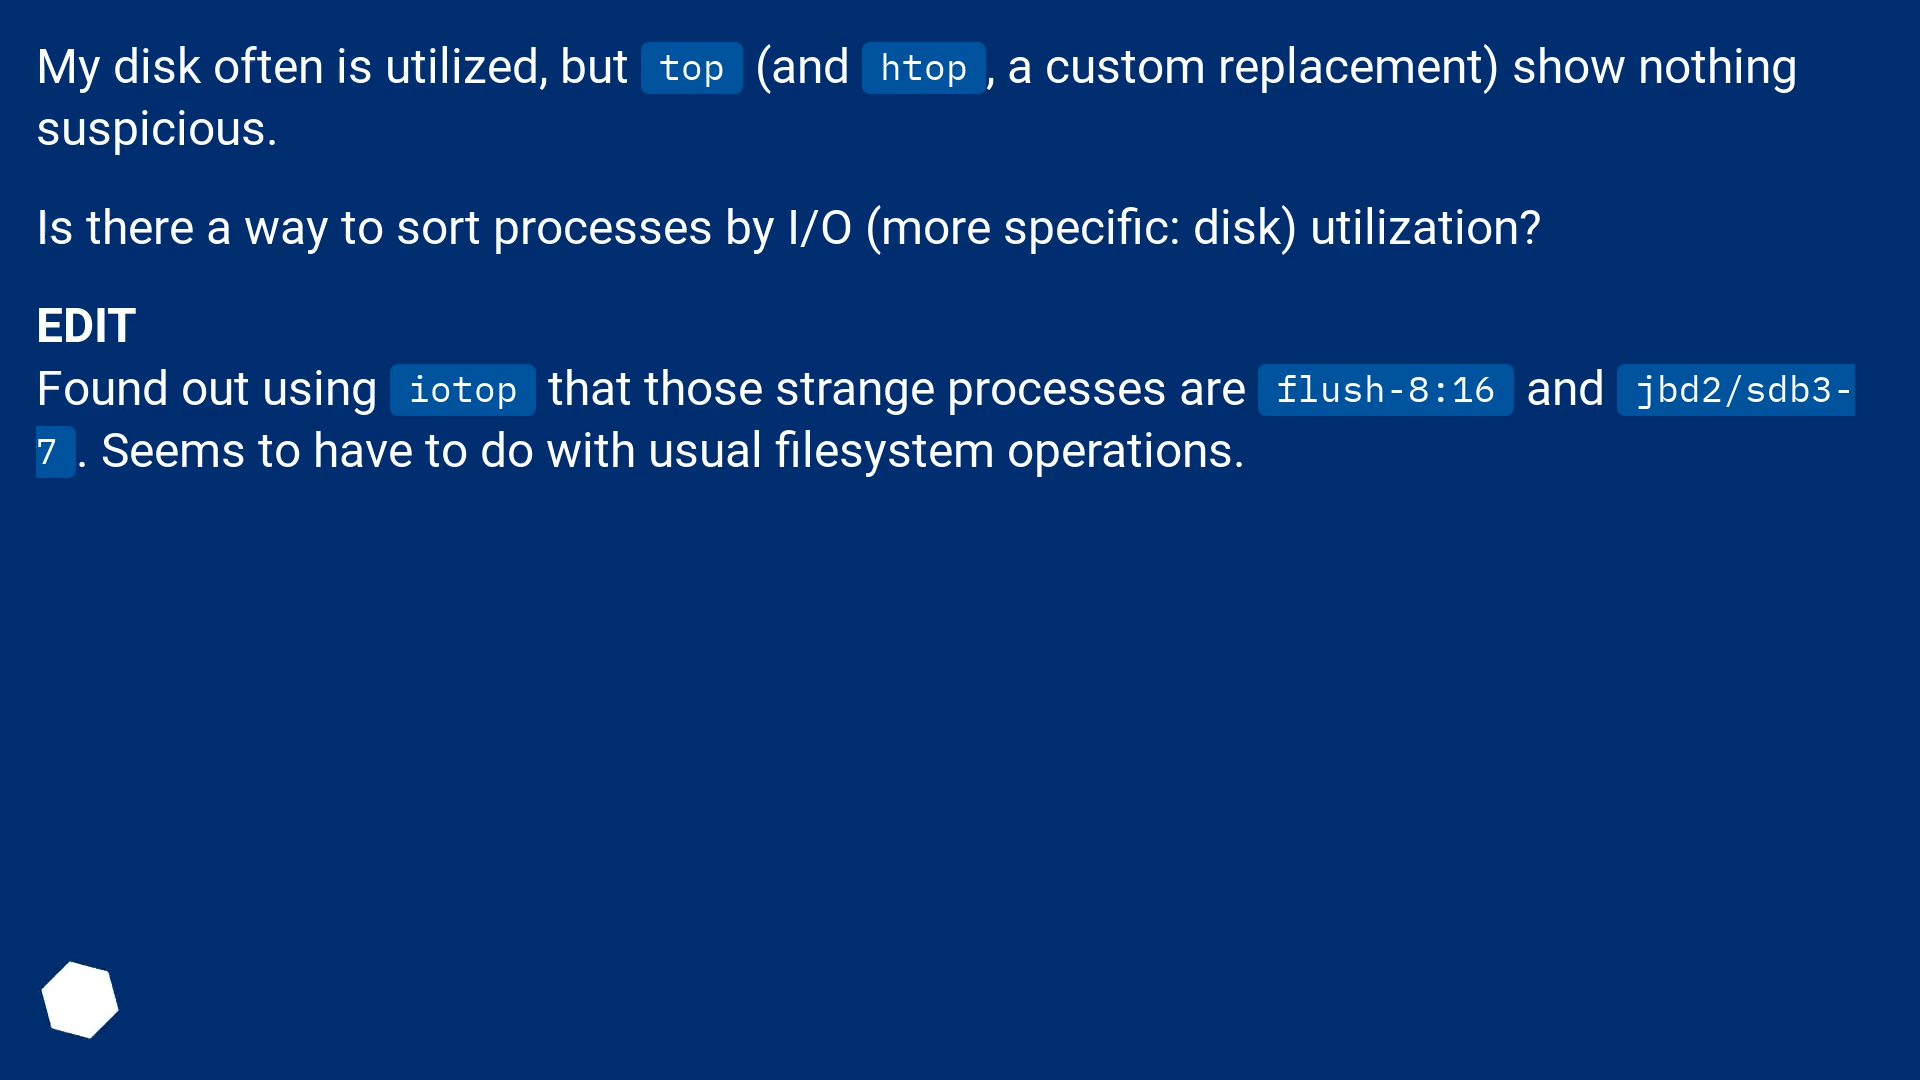 My disk often is utilized, but top (and htop, a custom replacement) show nothing
suspicious.
Is there a way to sort processes by I/O (more specific: disk) utilization?
EDIT
Found out using iotop that those strange processes are flush-8:16 and jbd2/sdb3-
7. Seems to have to do with usual filesystem operations.